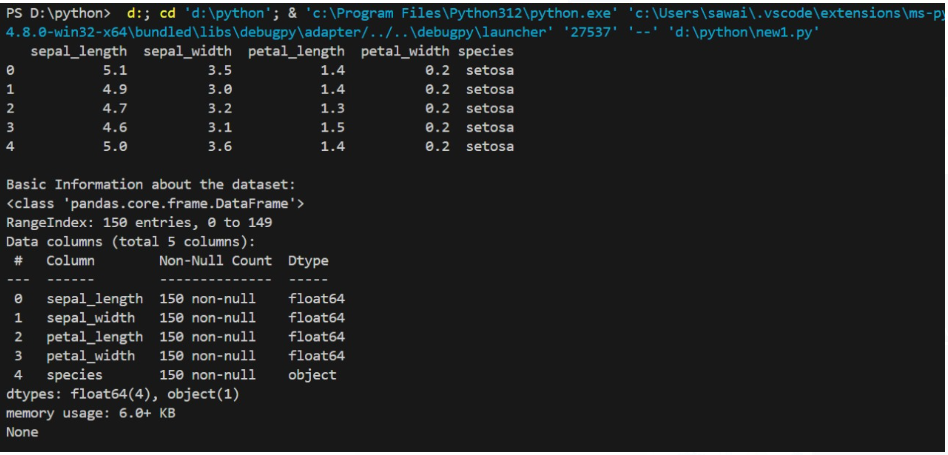 PS D:\python>  d:; cd 'd:\python'; & 'c:\Program Files\Python312\python.exe' 'c:\Users\sawai\.vscode\extensions\ms-py
4.8.0-win32-x64\bundled\libs\debugpy\adapter/../..\debugpy\launcher' '27537' '--' 'd:\python\new1.py'
   sepal_length  sepal_width  petal_length  petal_width species
0           5.1          3.5           1.4          0.2  setosa
1           4.9          3.0           1.4          0.2  setosa
2           4.7          3.2           1.3          0.2  setosa
3           4.6          3.1           1.5          0.2  setosa
4           5.0          3.6           1.4          0.2  setosa

Basic Information about the dataset:
<class 'pandas.core.frame.DataFrame'>
RangeIndex: 150 entries, 0 to 149
Data columns (total 5 columns):
 #   Column        Non-Null Count  Dtype
---  ------        --------------  -----
 0   sepal_length  150 non-null    float64
 1   sepal_width   150 non-null    float64
 2   petal_length  150 non-null    float64
 3   petal_width   150 non-null    float64
 4   species       150 non-null    object
dtypes: float64(4), object(1)
memory usage: 6.0+ KB
None